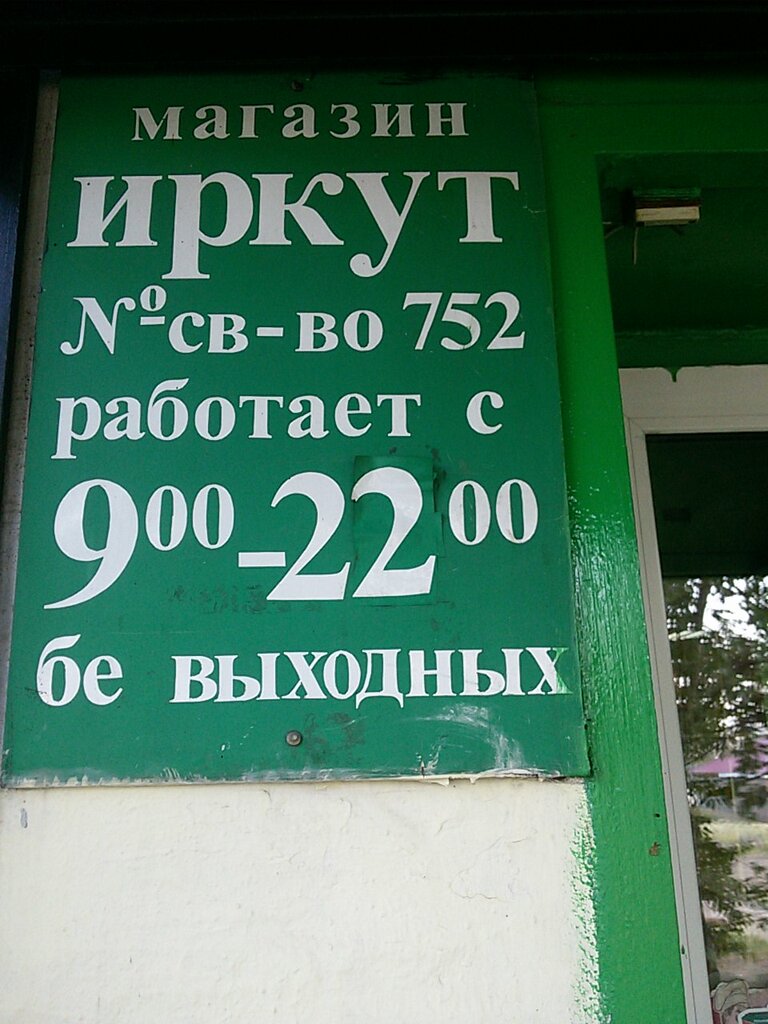 магазин
иркут
№ св-во 752
работает с
900-2200
бе выходных